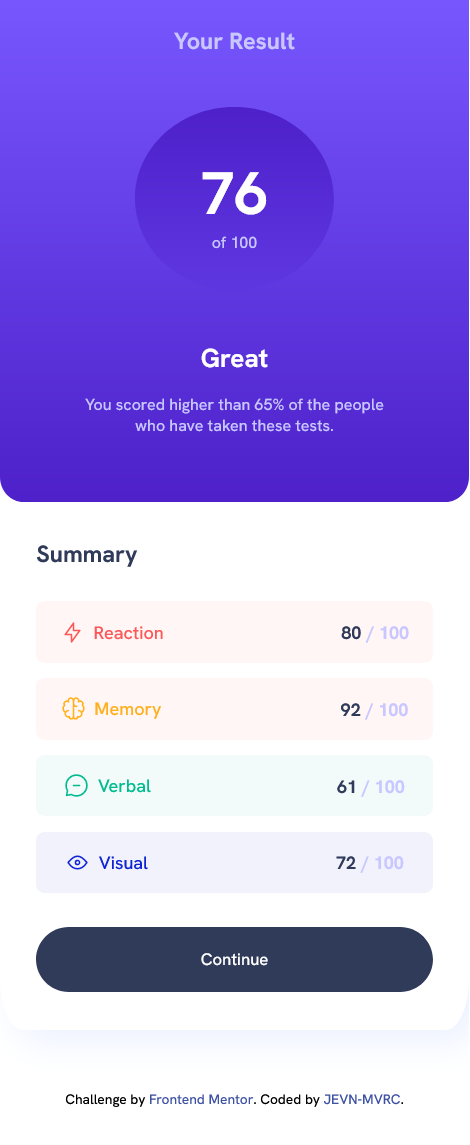 Your Result
76
of 100
Great
You scored higher than 65% of the people
who have taken these tests.
Summary
Reaction 80 / 100
Memory 92 / 100
Verbal 61 / 100
Visual 72 / 100
Continue
Challenge by Frontend Mentor. Coded by JEVN-MVRC.